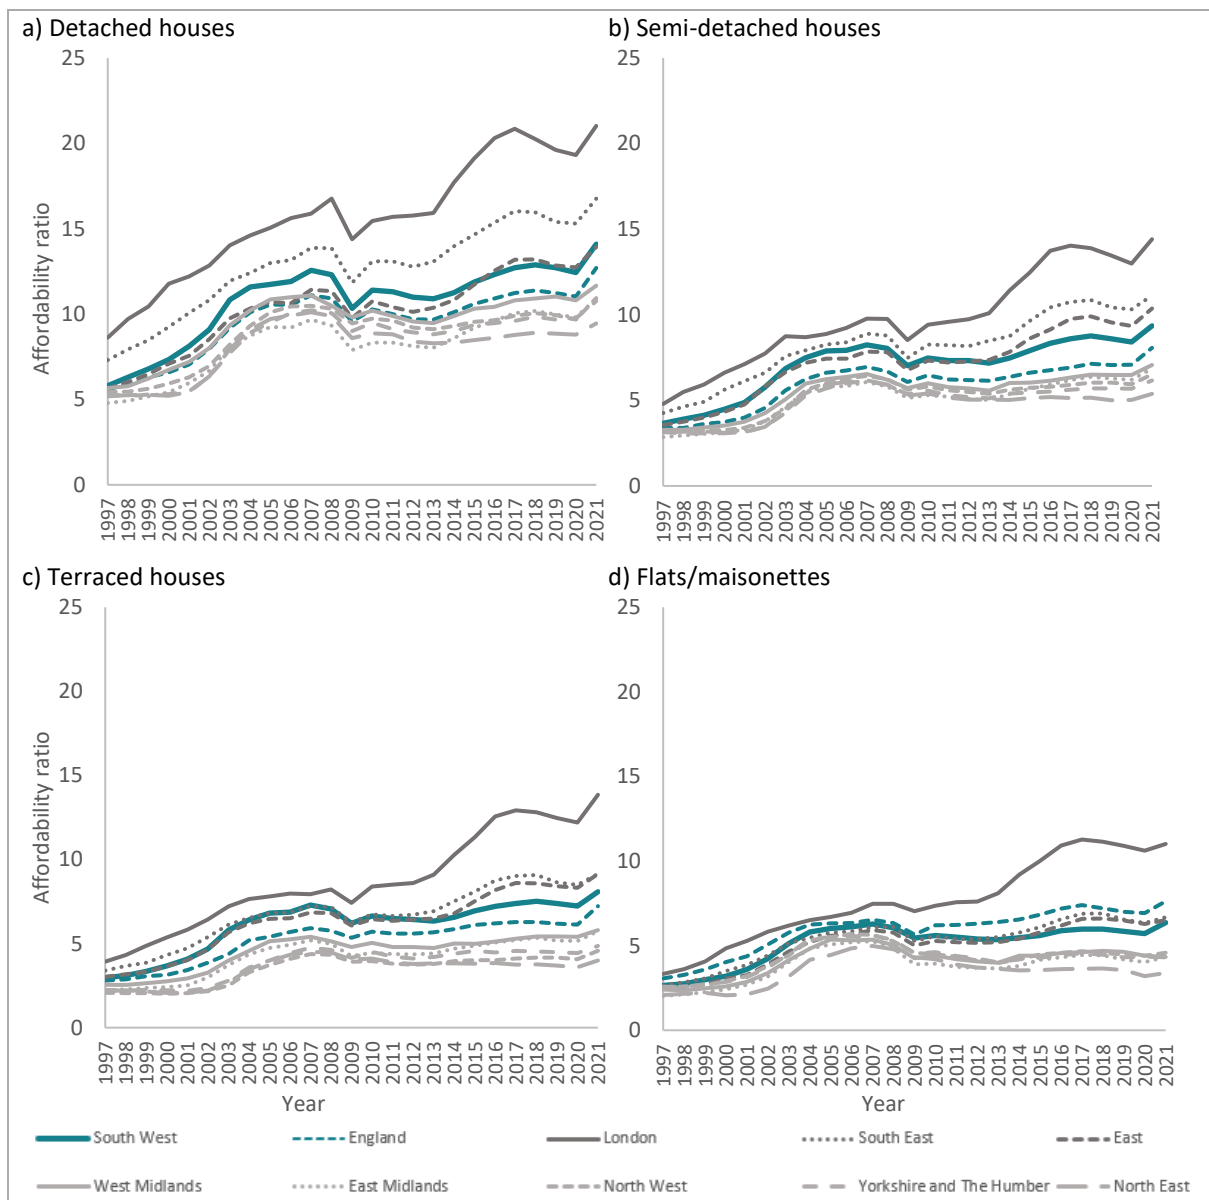 a) Detached houses
b) Semi-detached houses
25
20
15
10
5
0
Affordability ratio
1997 1998 1999 2000 2001 2002 2003 2004 2005 2006 2007 2008 2009 2010 2011 2012 2013 2014 2015 2016 2017 2018 2019 2020 2021
25
20
15
10
5
0
1997 1998 1999 2000 2001 2002 2003 2004 2005 2006 2007 2008 2009 2010 2011 2012 2013 2014 2015 2016 2017 2018 2019 2020 2021
c) Terraced houses
d) Flats/maisonettes
25
20
15
10
5
0
Affordability ratio
1997 1998 1999 2000 2001 2002 2003 2004 2005 2006 2007 2008 2009 2010 2011 2012 2013 2014 2015 2016 2017 2018 2019 2020 2021
Year
25
20
15
10
5
0
1997 1998 1999 2000 2001 2002 2003 2004 2005 2006 2007 2008 2009 2010 2011 2012 2013 2014 2015 2016 2017 2018 2019 2020 2021
Year
South West England London South East East
West Midlands East Midlands North West Yorkshire and The Humber North East